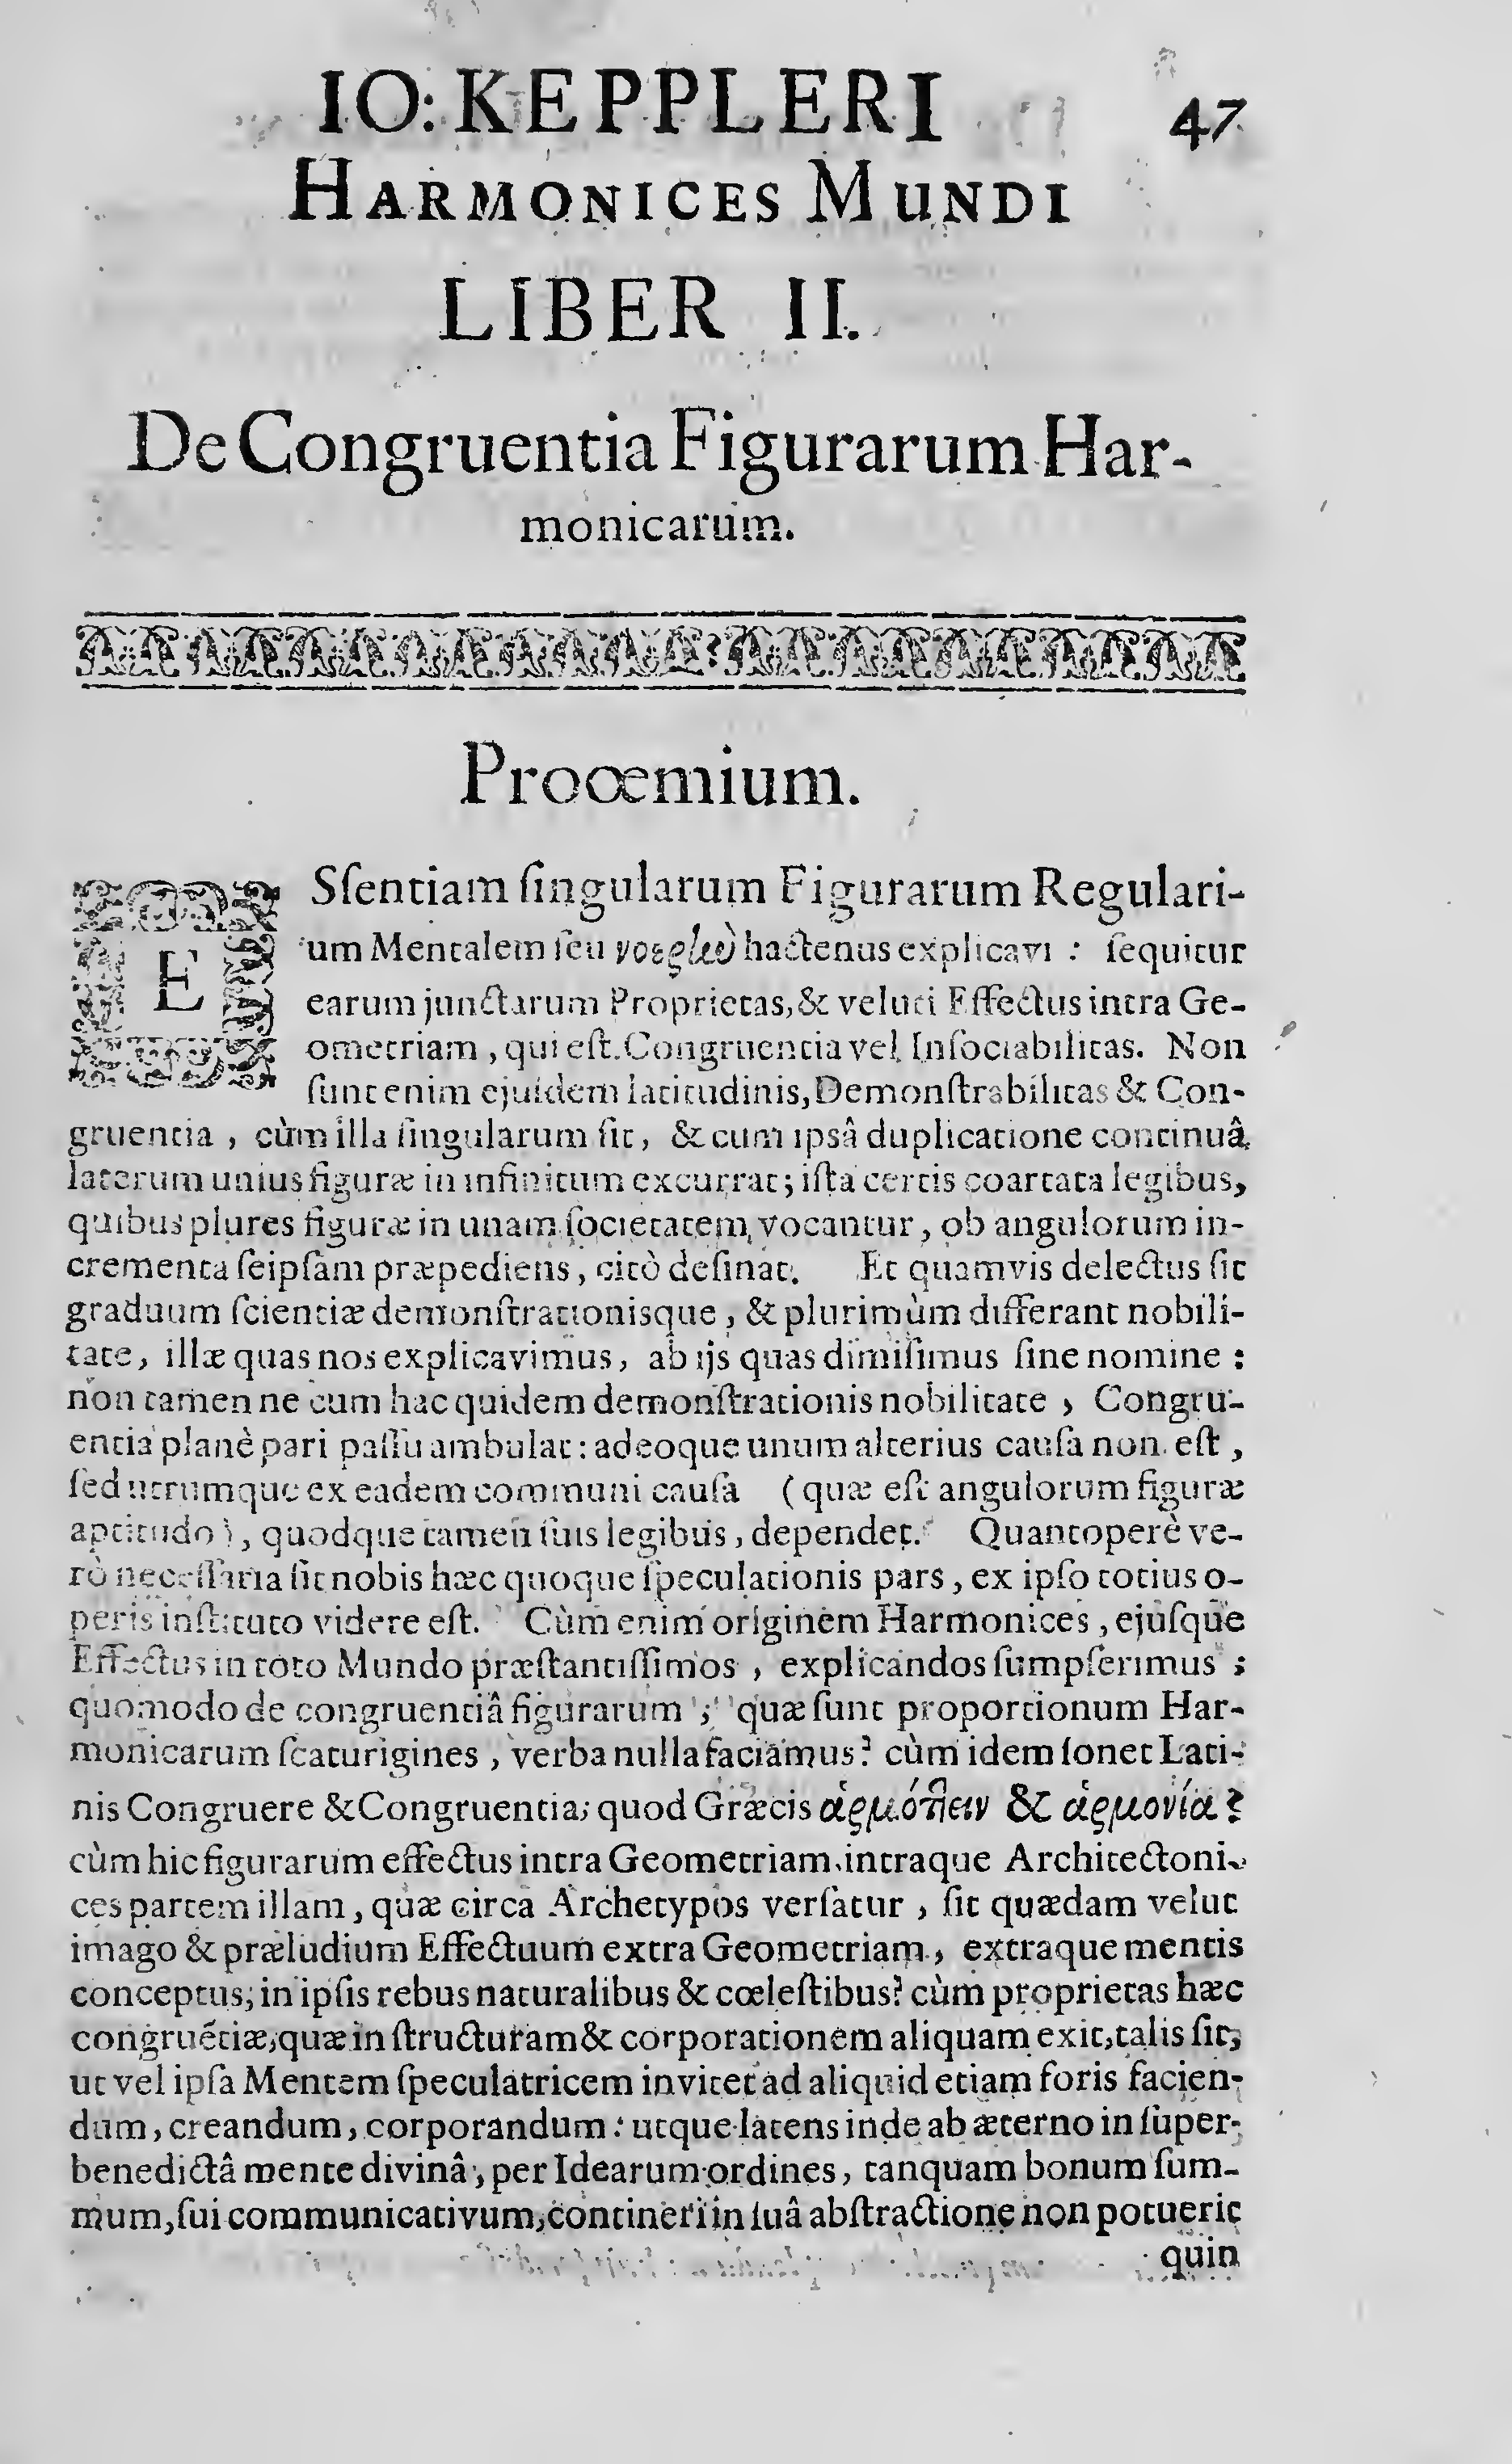 IO: KEPPLERI 47
HARMONICES MUNDI
LIBER II.
De Congruentia Figurarum Har-
monicarum.
Prooemium.
ESſentiam ſingularum Figurarum Regulari-
um Mentalem ſeu νοερὰν hactenus explicavi : ſequitur
earum junctarum Proprietas, & veluti Effectus intra Ge-
ometriam, qui eſt Congruentia vel Inſociabilitas. Non
ſunt enim ejuſdem latitudinis, Demonſtrabilitas & Con-
gruentia, cùm illa ſingularum ſit, & cum ipsâ duplicatione continuâ
laterum unius figuræ in infinitum excurrat; iſta certis coartata legibus,
quibus plures figuræ in unam ſocietatem vocantur, ob angulorum in-
crementa ſeipſam præpediens, citò deſinat. Et quamvis delectus ſit
graduum ſcientiæ demonſtrationisque, & plurimùm differant nobili-
tate, illæ quas nos explicavimus, ab ijs quas dimiſimus ſine nomine :
non tamen ne cum hac quidem demonſtrationis nobilitate, Congru-
entia planè pari paſſu ambulat: adeoque unum alterius cauſa non eſt,
ſed utrumque ex eadem communi cauſa (quæ eſt angulorum figuræ
aptitudo), quodque tamen ſuis legibus, dependet. Quantoperè ve-
rò neceſſaria ſit nobis hæc quoque ſpeculationis pars, ex ipſo totius o-
peris inſtituto videre eſt. Cùm enim originem Harmonices, ejuſque
Effectus in toto Mundo præſtantiſſimos, explicandos ſumpſerimus ;
quomodo de congruentiâ figurarum, quæ ſunt proportionum Har-
monicarum ſcaturigines, verba nulla faciamus? cùm idem ſonet Lati-
nis Congruere & Congruentia; quod Græcis ἁρμότ̓ειν & ἁρμονία?
cùm hic figurarum effectus intra Geometriam, intraque Architectoni-
ces partem illam, quæ circa Archetypos verſatur, ſit quædam velut
imago & præludium Effectuum extra Geometriam, extraque mentis
conceptus, in ipſis rebus naturalibus & cœleſtibus? cùm proprietas hæc
congruẽtiæ, quæ in ſtructuram & corporationem aliquam exit, talis ſit,
ut vel ipſa Mentem ſpeculatricem invitet ad aliquid etiam foris facien-
dum, creandum, corporandum : utque latens inde ab æterno in ſuper-
benedictâ mente divinâ, per Idearum ordines, tanquam bonum ſum-
mum, ſui communicativum, contineri in ſuâ abſtractione non potuerit
quin